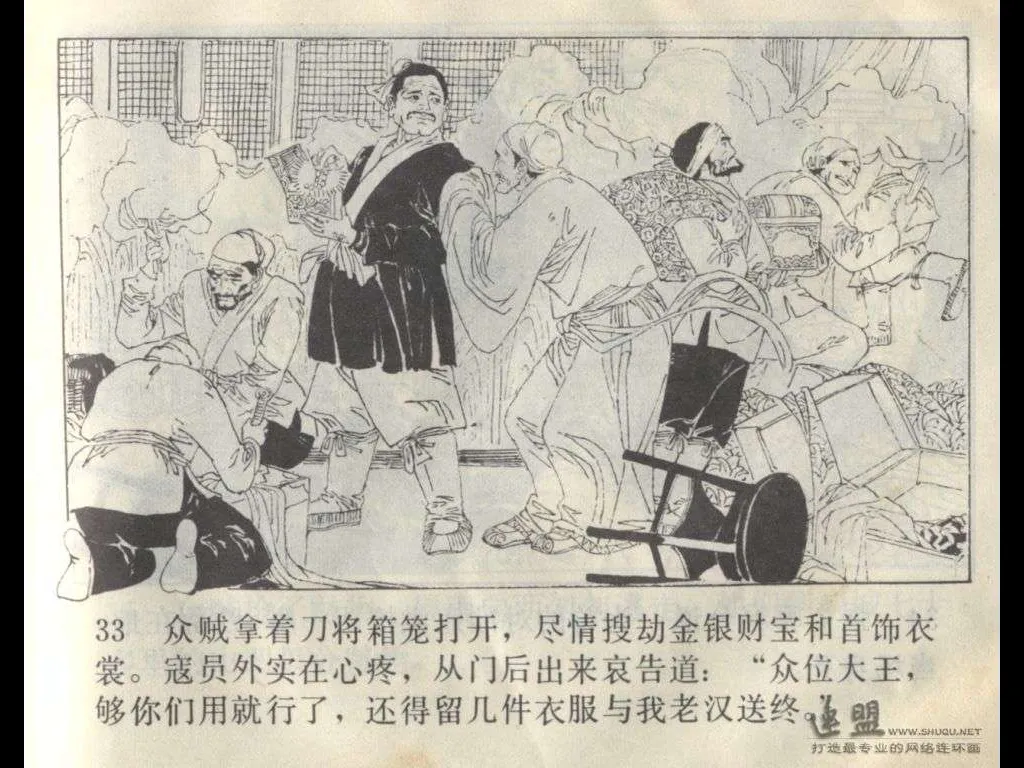 33 众贼拿着刀将箱笼打开，尽情搜劫金银财宝和首饰衣
裳。寇员外实在心疼，从门后出来哀告道：“众位大王，
够你们用就行了，还得留几件衣服与我老汉送终。
连盟 WWW.SHUQU.NET
打造最专业的网络连环画